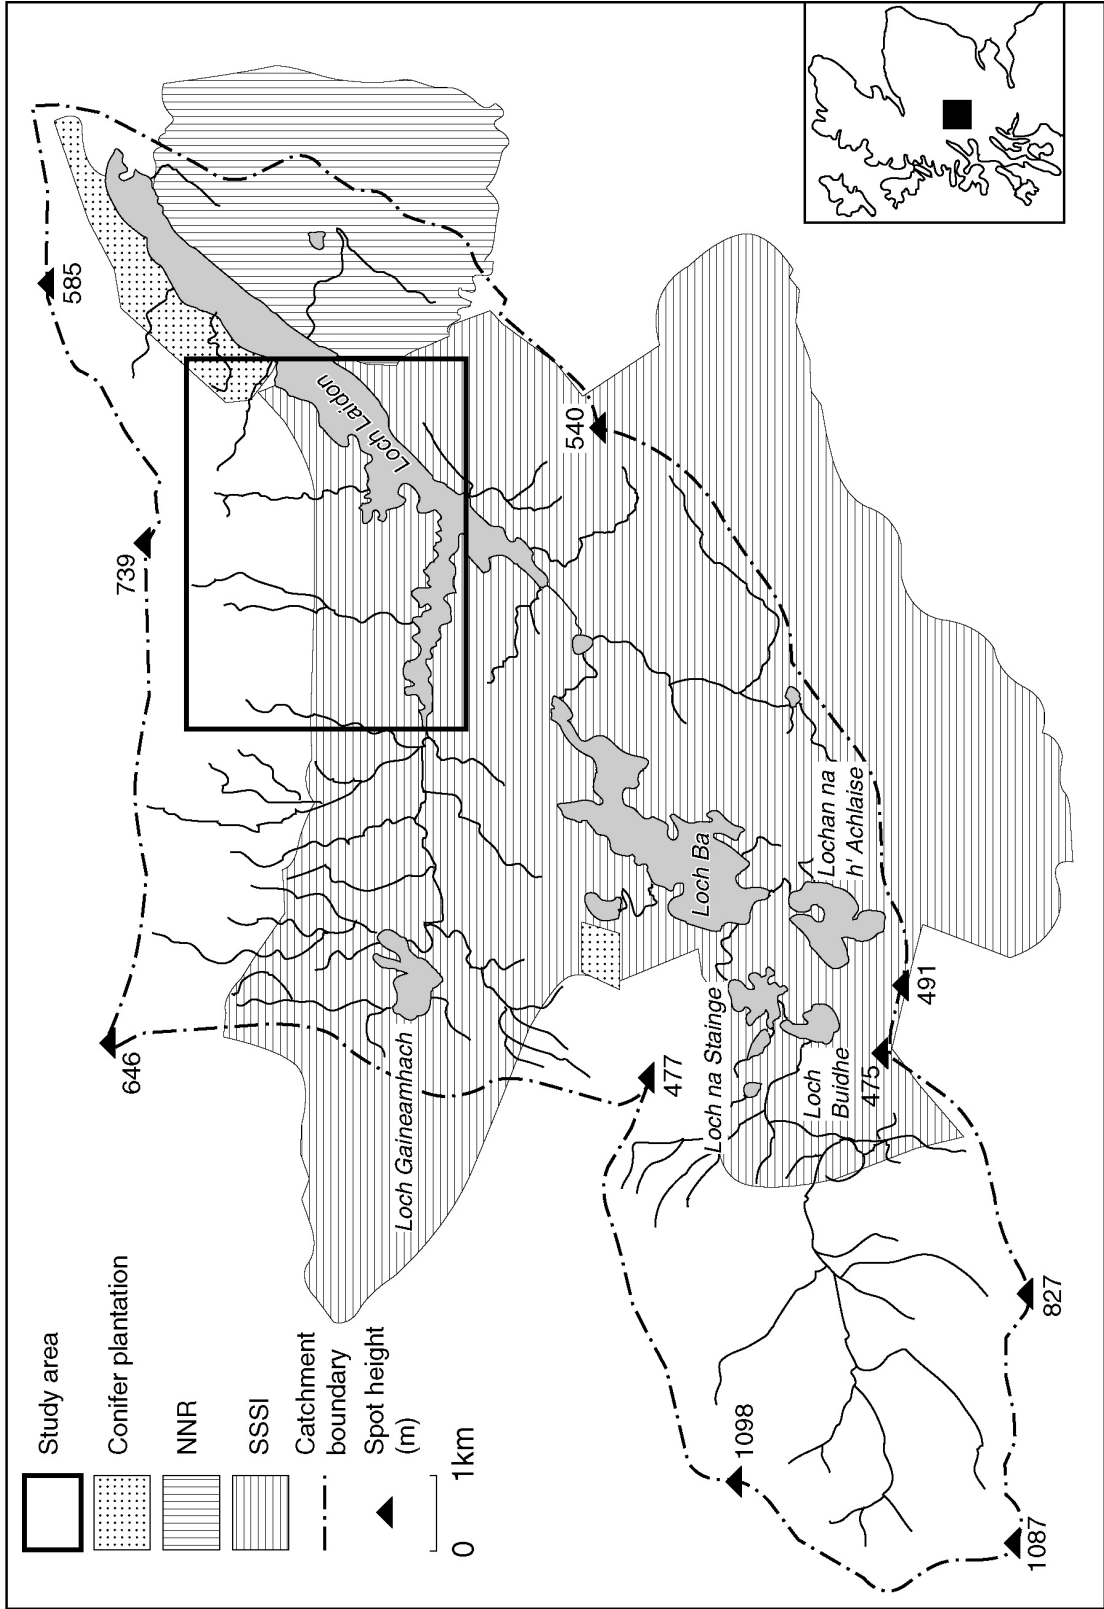 Study area
Conifer plantation
NNR
SSSI
Catchment
boundary
Spot height
(m)
0 1km
646
739
585
540
477
475
491
827
1087
1098
Loch Laidon
Loch Gaineamhach
Loch Ba
Loch na Stainge
Loch
Buidhe
Lochan na
h' Achlaise